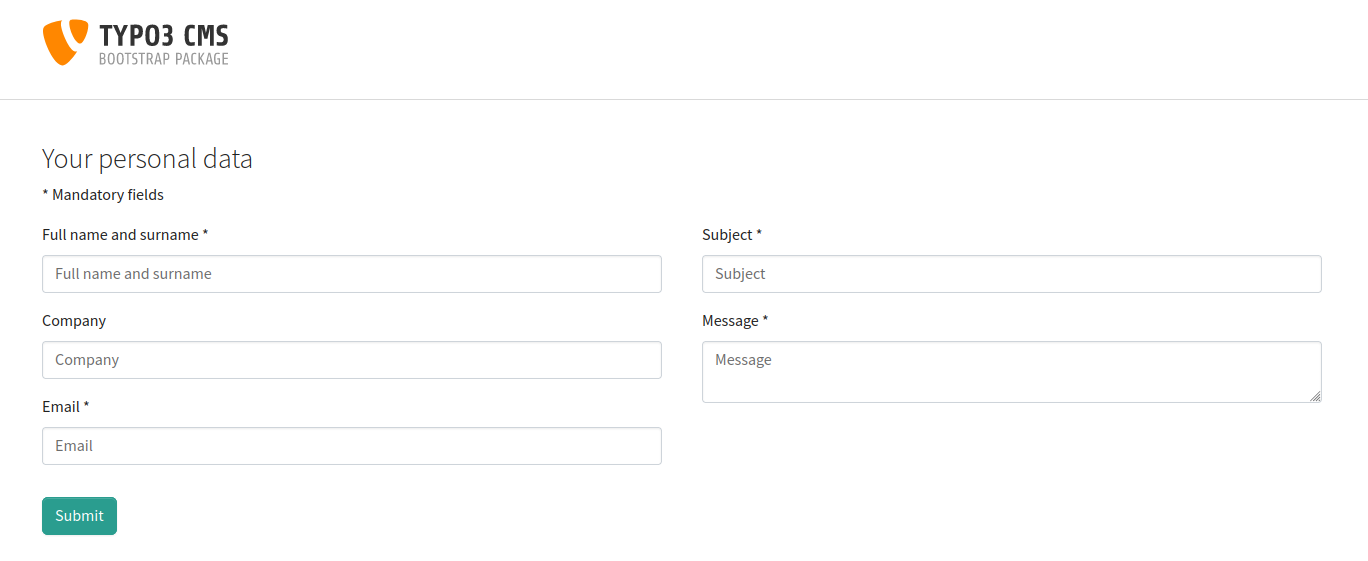 TYPO3 CMS
BOOTSTRAP PACKAGE
Your personal data
* Mandatory fields
Full name and surname *
Full name and surname
Company
Company
Email *
Email
Subject *
Subject
Message *
Message
Submit